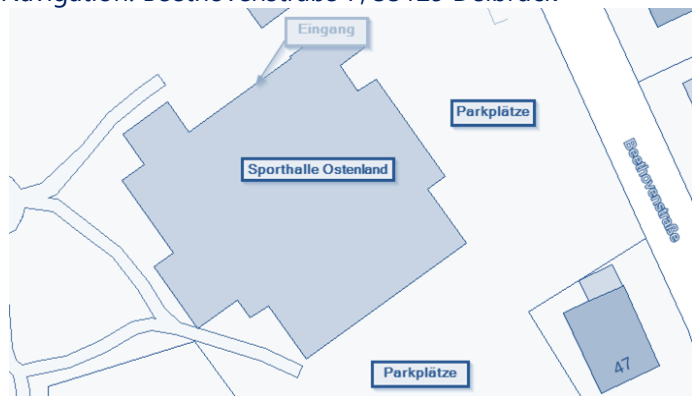 Eingang
Parkplätze
Sporthalle Ostenland
Beethovenstraße
47
Parkplätze